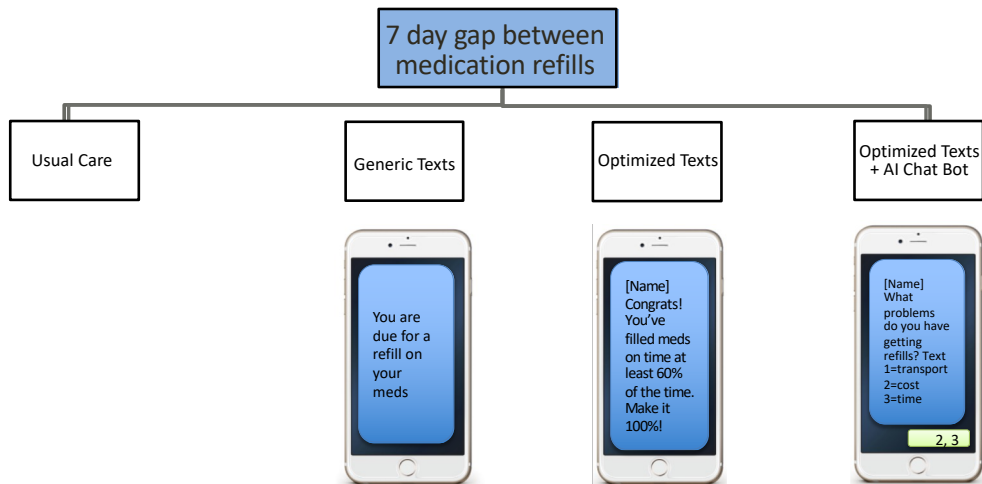 7 day gap between
medication refills
Usual Care
Generic Texts
Optimized Texts
Optimized Texts
+ AI Chat Bot
You are
due for a
refill on
your
meds
[Name]
Congrats!
You’ve
filled meds
on time at
least 60%
of the time.
Make it
100%!
[Name]
What
problems
do you have
getting
refills? Text
1=transport
2=cost
3=time
2, 3